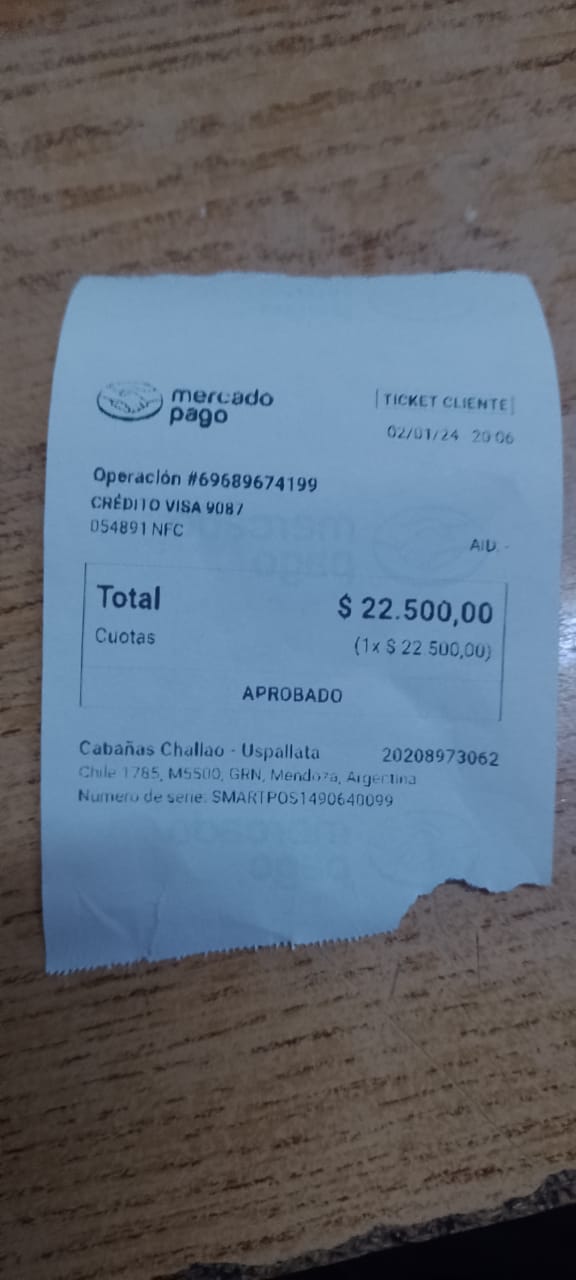 mercado
pago
TICKET CLIENTE
02/01/24 20:06
Operación #69689674199
CRÉDITO VISA 9087
054891 NFC
AID: -
Total $ 22.500,00
Cuotas (1x $ 22.500,00)
APROBADO
Cabañas Challao - Uspallata 20208973062
Chile 1785, M5500, GRN, Mendoza, Argentina
Numero de serie: SMARTPOS1490640099